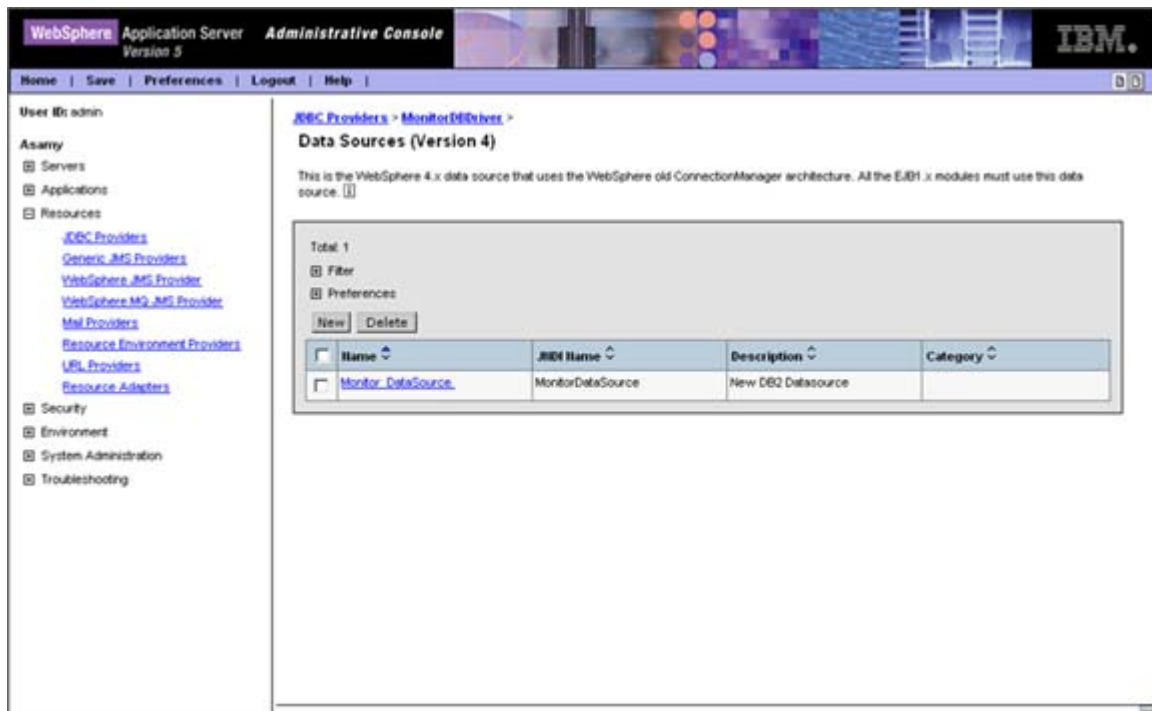 WebSphere Application Server Administrative Console
Version 5
IBM.
Home | Save | Preferences | Logout | Help |
User ID: admin
Asamy
Servers
Applications
Resources
JDBC Providers
Generic JMS Providers
WebSphere JMS Provider
WebSphere MQ JMS Provider
Mail Providers
Resource Environment Providers
URL Providers
Resource Adapters
Security
Environment
System Administration
Troubleshooting
JDBC Providers > MonitorDBDriver >
Data Sources (Version 4)
This is the WebSphere 4.x data source that uses the WebSphere old ConnectionManager architecture. All the EJB1.x modules must use this data
source. i
Total: 1
Filter
Preferences
New Delete
Name JNDI Name Description Category
Monitor_DataSource MonitorDataSource New DB2 Datasource